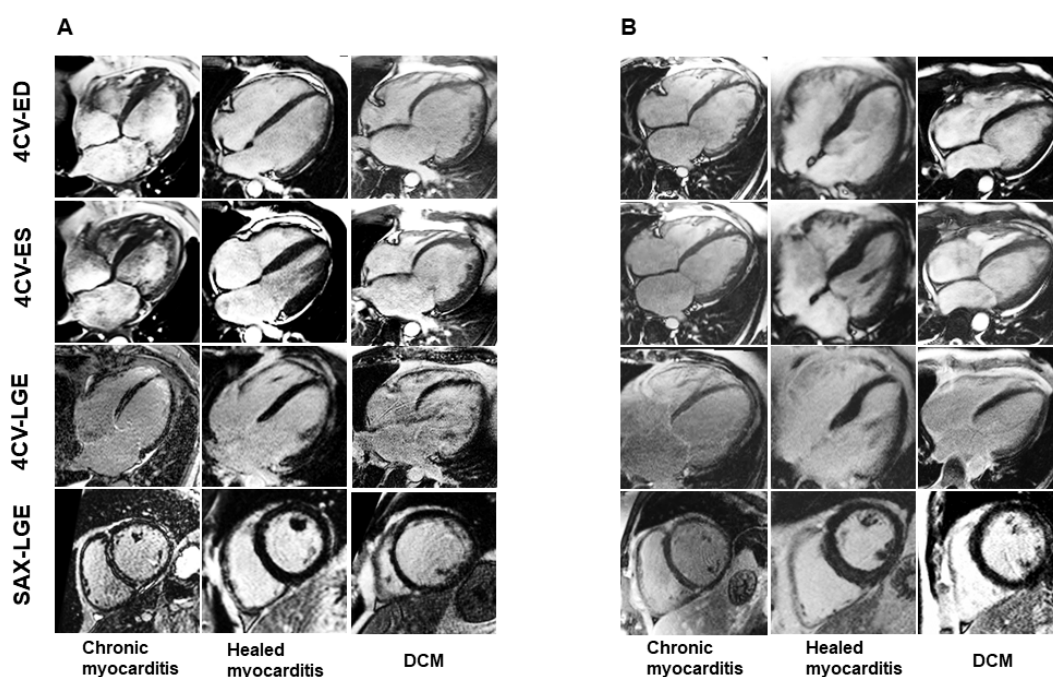 A
B
4CV-ED
4CV-ES
4CV-LGE
SAX-LGE
Chronic
myocarditis
Healed
myocarditis
DCM
Chronic
myocarditis
Healed
myocarditis
DCM